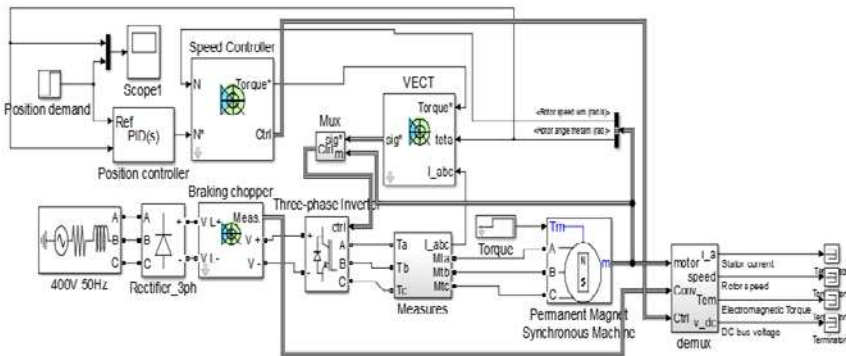 Speed Controller
N
Torque*
N*
Ctrl
Scope1
Position demand
Ref
PID(s)
Position controller
Mux
sig*
Ctrl
m
VECT
Torque*
sig*
teta
I_abc
<Rotor speed wm (rad/s)
<Rotor angle thetam (rad)
400V 50Hz
A
B
C
A
B
C
+
-
Rectifier_3ph
Braking chopper
V L+
V L-
Meas.
V+
V-
Three-phase Inverter
ctrl
+
-
A
B
C
Ta
Tb
Tc
I_abc
Mta
Mtb
Mtc
Measures
Torque
Tm
A
B
C
N
S
m
Permanent Magnet
Synchronous Machine
motor
Conv.
Ctrl
i_a
speed
Tem
v_dc
demux
Stator current
Rotor speed
Electromagnetic Torque
DC bus voltage
Terminator